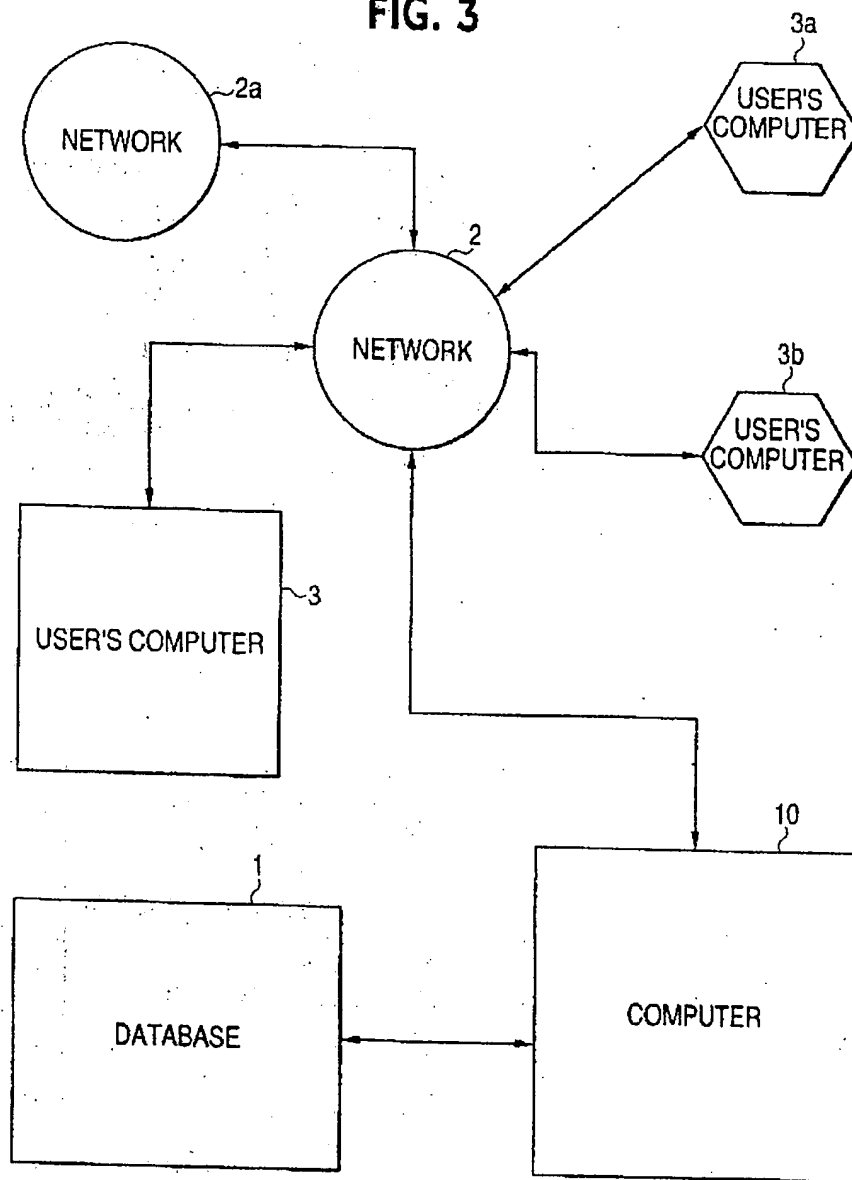 FIG. 3
3a
USER'S
COMPUTER
2a
NETWORK
2
NETWORK
3b
USER'S
COMPUTER
3
USER'S COMPUTER
10
COMPUTER
1
DATABASE